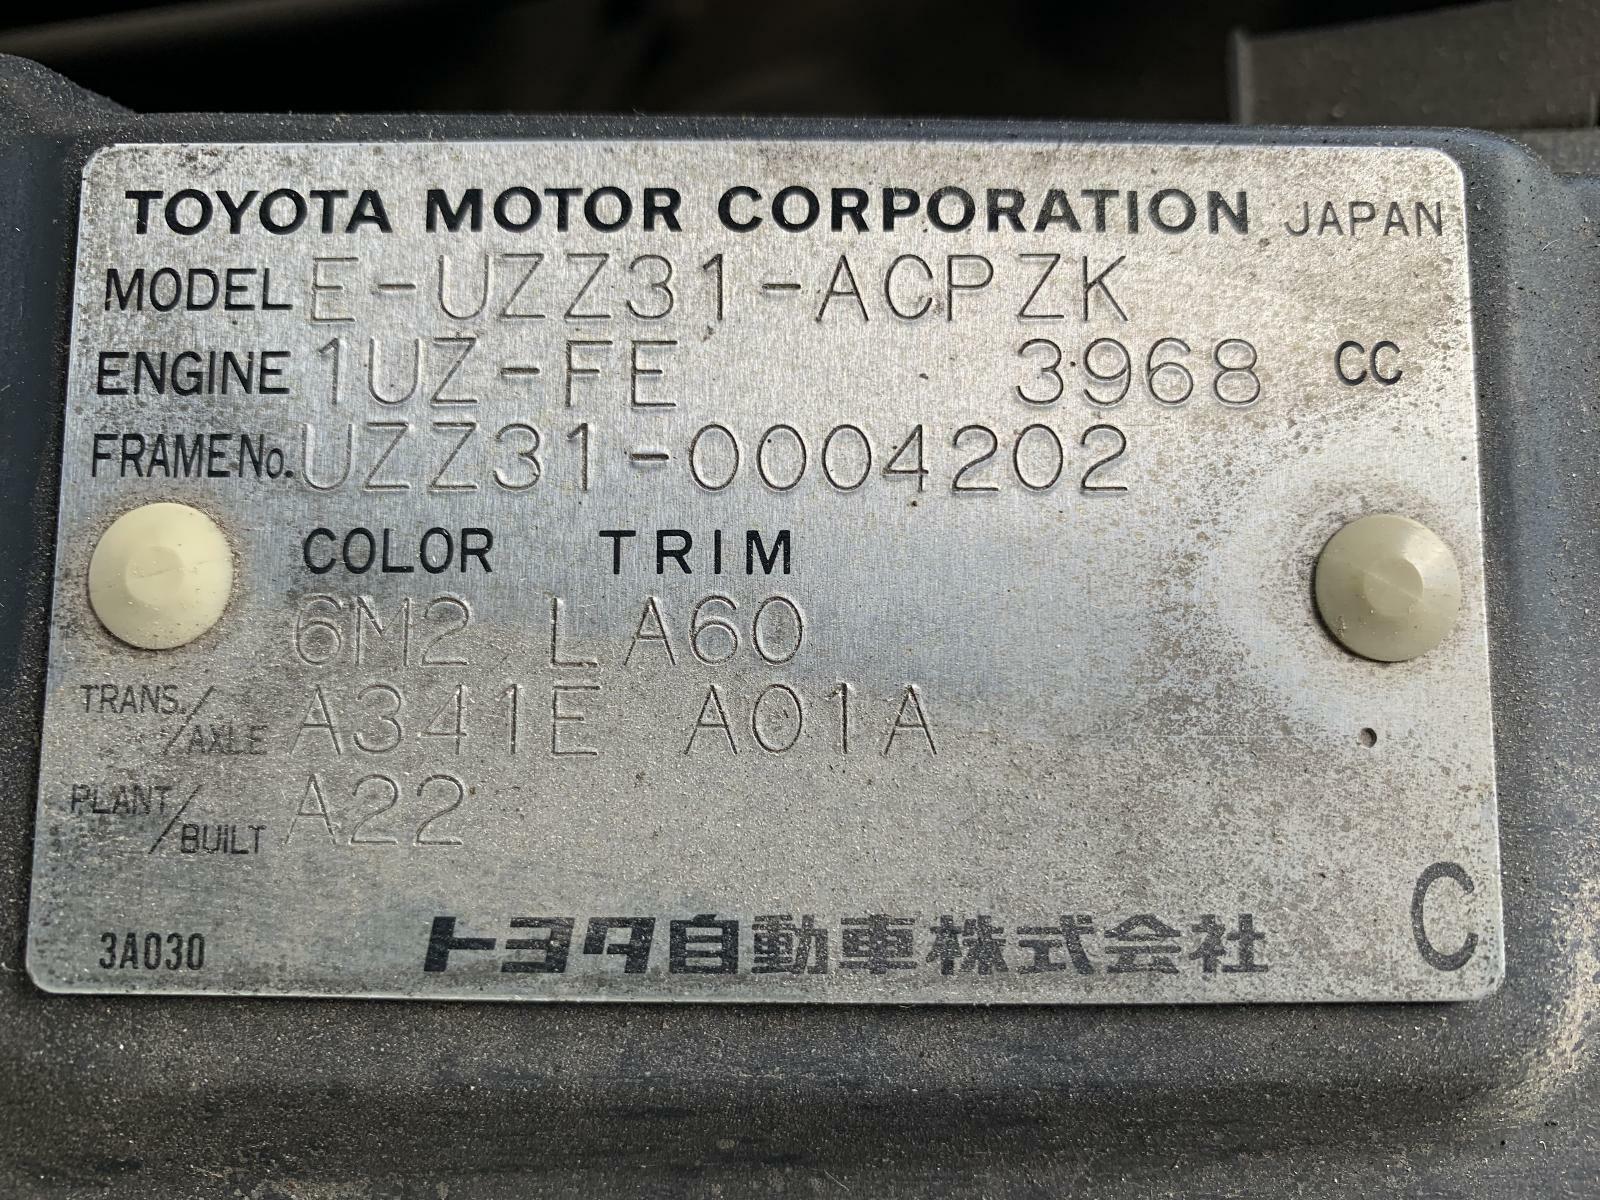 TOYOTA MOTOR CORPORATION JAPAN
MODEL E-UZZ31-ACPZK
ENGINE 1UZ-FE 3968 CC
FRAME No. UZZ31-0004202
COLOR TRIM
6M2 LA60
TRANS./AXLE A341E A01A
PLANT/BUILT A22
3A030 トヨタ自動車株式会社 C